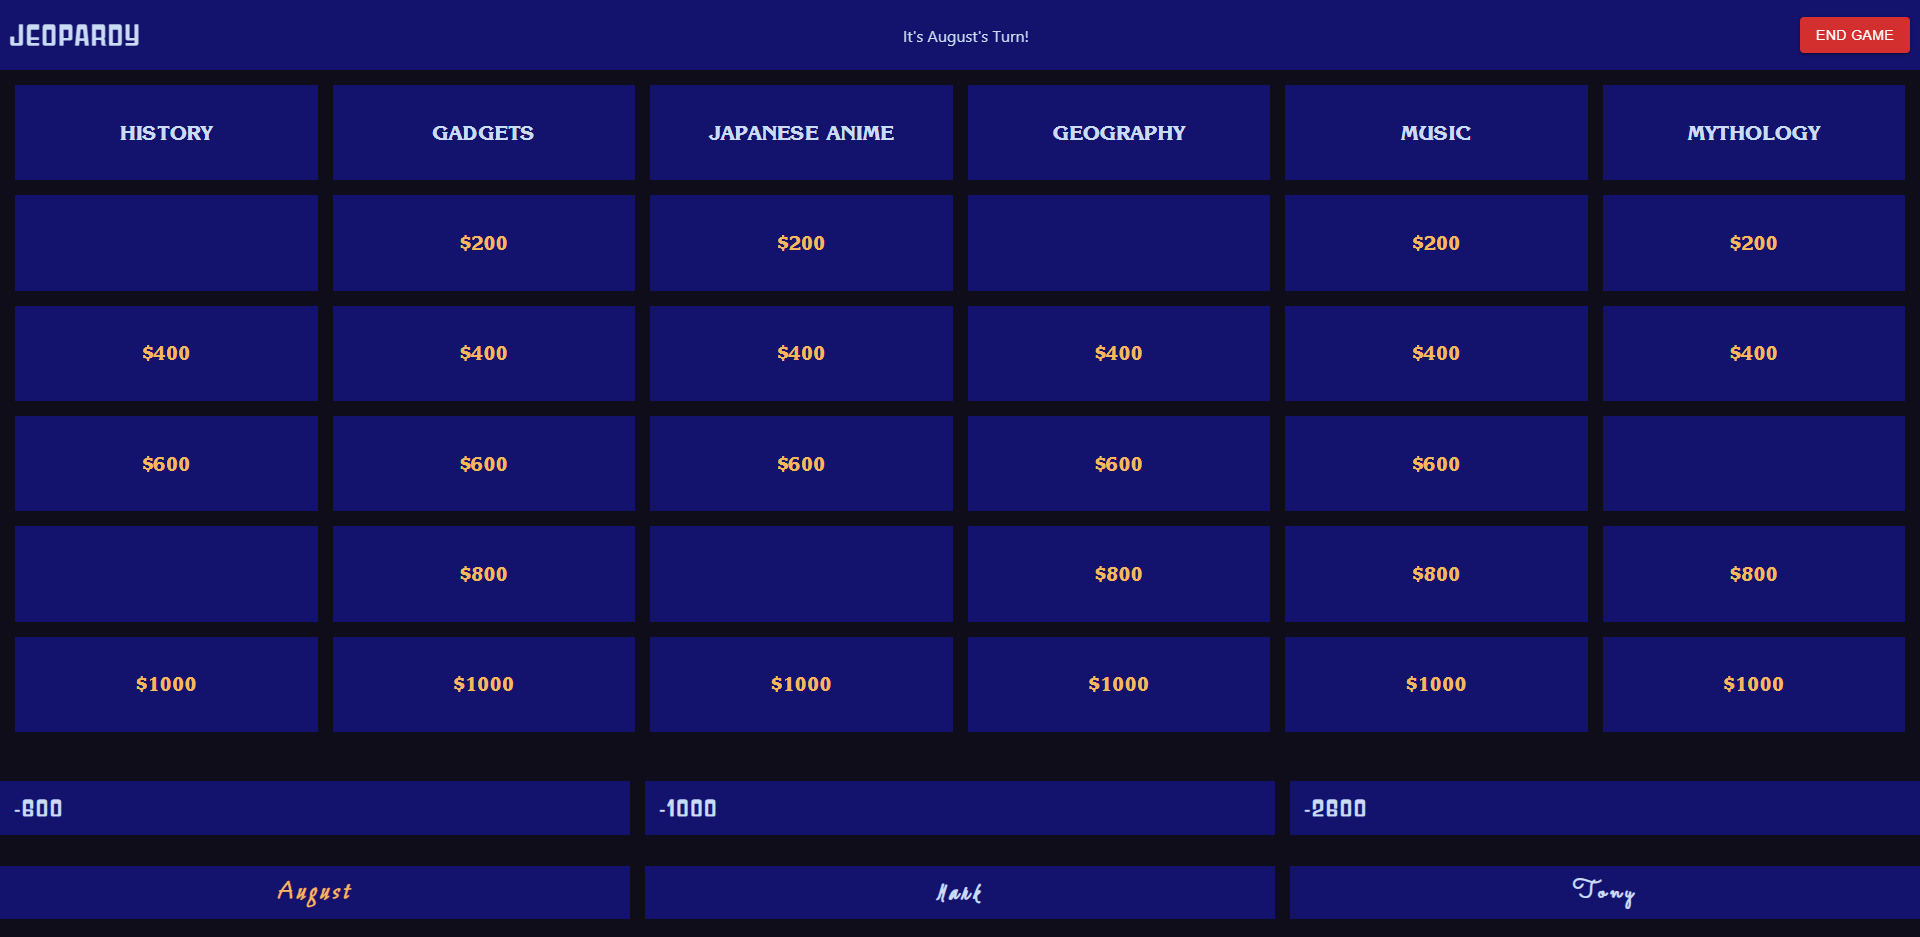 JEOPARDY
It's August's Turn!
END GAME
HISTORY GADGETS JAPANESE ANIME GEOGRAPHY MUSIC MYTHOLOGY
$200 $200 $200 $200
$400 $400 $400 $400 $400 $400
$600 $600 $600 $600 $600
$800 $800 $800 $800
$1000 $1000 $1000 $1000 $1000 $1000
-600 -1000 -2600
August Mark Tony